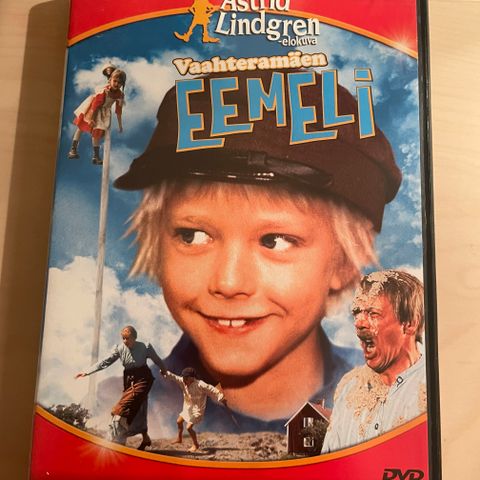 Astrid
Lindgren
-elokuva
Vaahteramäen
EEMELi
DVD